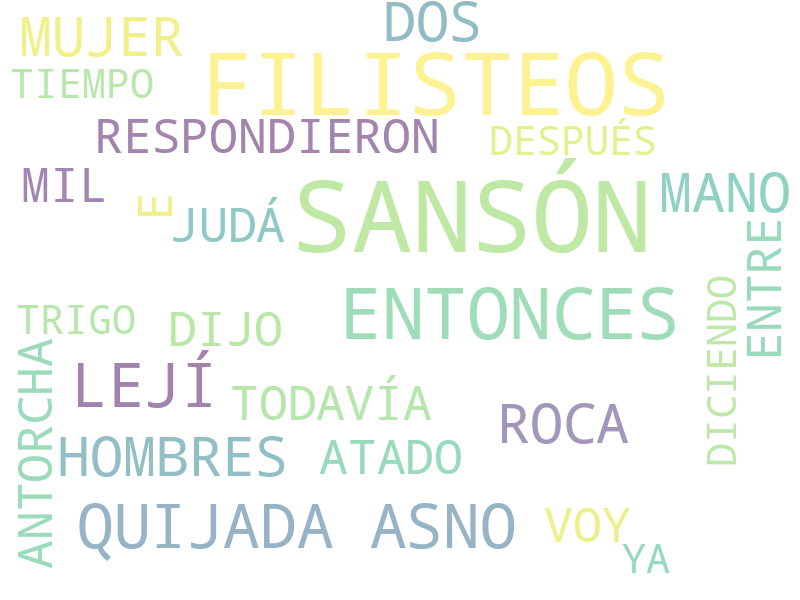 DOS
MUJER
FILISTEOS
TIEMPO
RESPONDIERON
DESPUÉS
MIL
SANSÓN
MANO
E
JUDÁ
ENTRE
DICIENDO
ENTONCES
TRIGO
DIJO
ANTORCHA
LEJÍ
TODAVÍA
ROCA
HOMBRES
ATADO
QUIJADA ASNO
VOY
YA